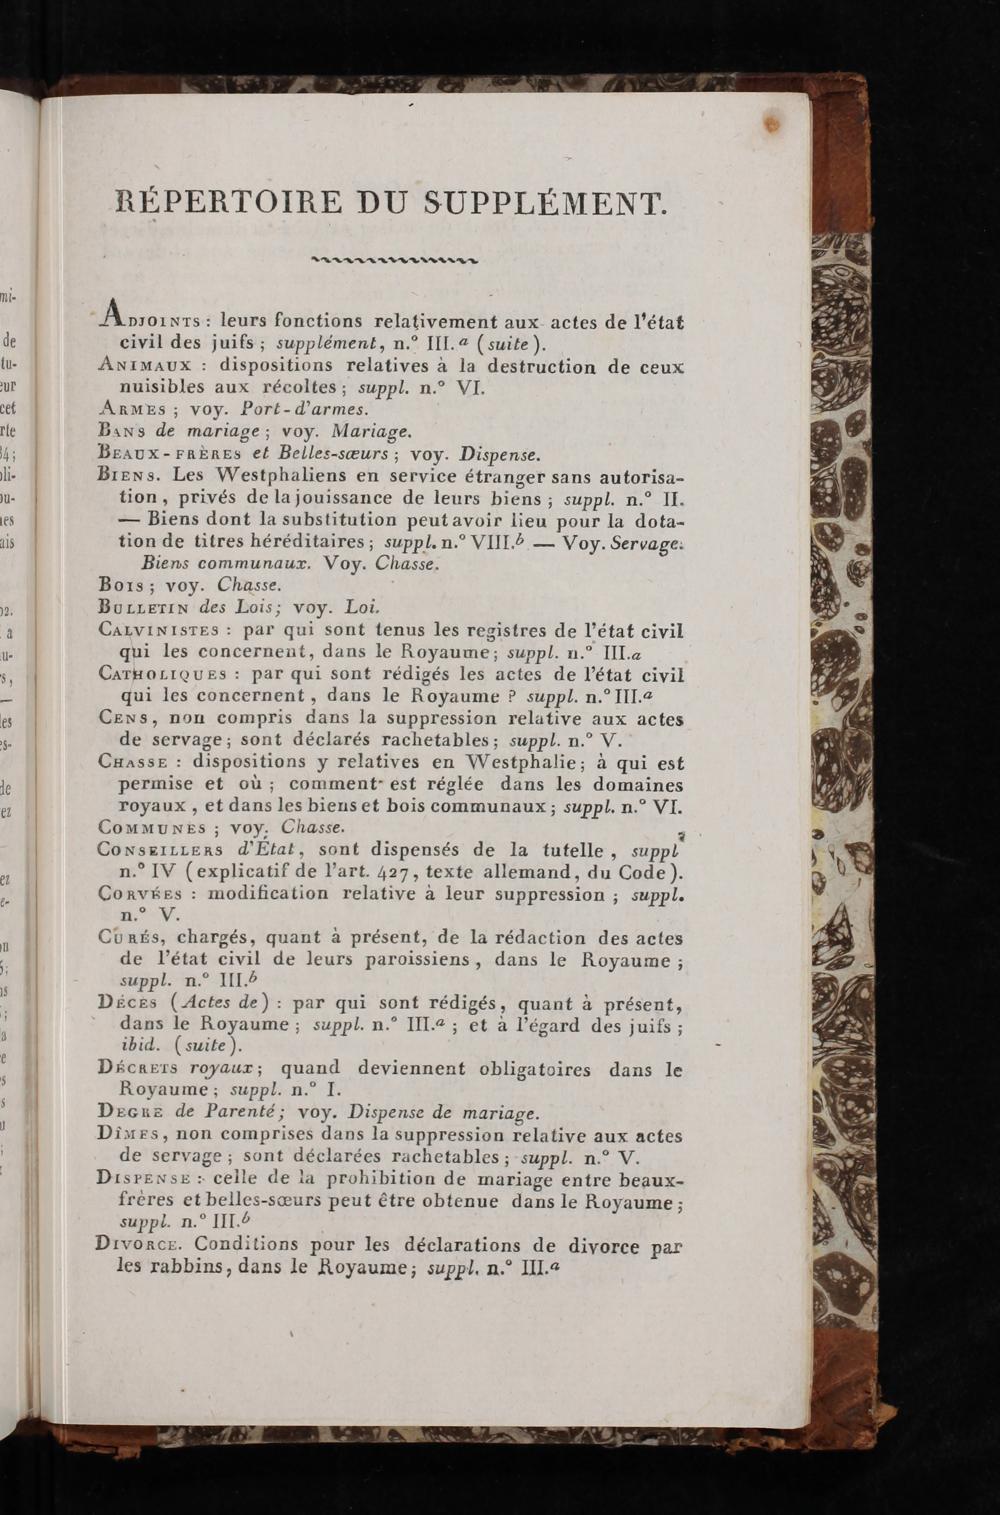 RÉPERTOIRE DU SUPPLÉMENT.
ADJOINTS : leurs fonctions relativement aux actes de l'état
civil des juifs ; supplément, n.° III.a (suite).
ANIMAUX : dispositions relatives à la destruction de ceux
nuisibles aux récoltes ; suppl. n.° VI.
ARMES ; voy. Port-d'armes.
BANS de mariage ; voy. Mariage.
BEAUX-FRÈRES et Belles-sœurs ; voy. Dispense.
BIENS. Les Westphaliens en service étranger sans autorisa-
tion, privés de la jouissance de leurs biens ; suppl. n.° II.
— Biens dont la substitution peut avoir lieu pour la dota-
tion de titres héréditaires ; suppl. n.° VIII.b — Voy. Servage.
Biens communaux. Voy. Chasse.
BOIS ; voy. Chasse.
BULLETIN des Lois; voy. Loi.
CALVINISTES : par qui sont tenus les registres de l'état civil
qui les concernent, dans le Royaume; suppl. n.° III.a
CATHOLIQUES : par qui sont rédigés les actes de l'état civil
qui les concernent, dans le Royaume ? suppl. n.° III.a
CENS, non compris dans la suppression relative aux actes
de servage; sont déclarés rachetables; suppl. n.° V.
CHASSE : dispositions y relatives en Westphalie; à qui est
permise et où ; comment est réglée dans les domaines
royaux, et dans les biens et bois communaux ; suppl. n.° VI.
COMMUNES ; voy. Chasse.
CONSEILLERS d'État, sont dispensés de la tutelle, suppl
n.° IV (explicatif de l'art. 427, texte allemand, du Code).
CORVÉES : modification relative à leur suppression ; suppl.
n.° V.
CURÉS, chargés, quant à présent, de la rédaction des actes
de l'état civil de leurs paroissiens, dans le Royaume ;
suppl. n.° III.b
DÉCÈS (Actes de) : par qui sont rédigés, quant à présent,
dans le Royaume ; suppl. n.° III.a ; et à l'égard des juifs ;
ibid. (suite).
DÉCRETS royaux; quand deviennent obligatoires dans le
Royaume ; suppl. n.° I.
DEGRE de Parenté; voy. Dispense de mariage.
DÎMES, non comprises dans la suppression relative aux actes
de servage ; sont déclarées rachetables ; suppl. n.° V.
DISPENSE : celle de la prohibition de mariage entre beaux-
frères et belles-sœurs peut être obtenue dans le Royaume ;
suppl. n.° III.b
DIVORCE. Conditions pour les déclarations de divorce par
les rabbins, dans le Royaume; suppl. n.° III.a